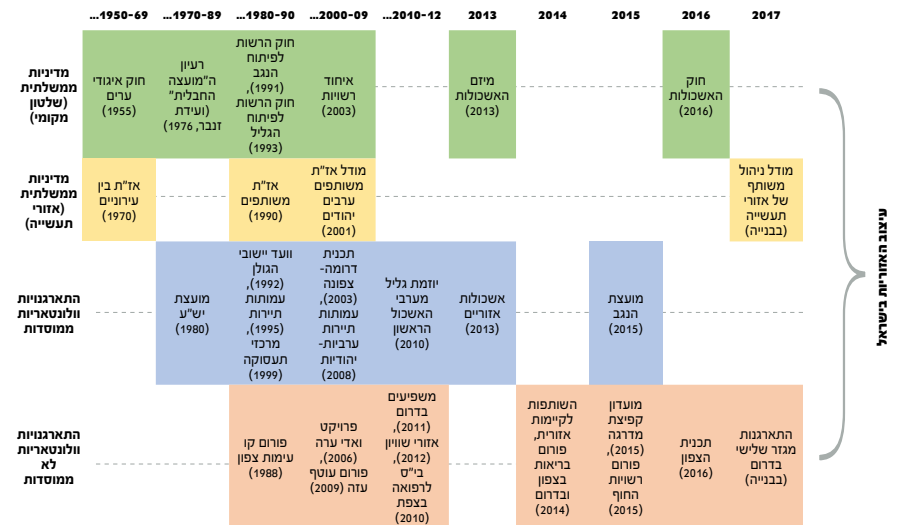 ...1950-69
...1970-89
...1980-90
...2000-09
...2010-12
2013
2014
2015
2016
2017
מדיניות
ממשלתית
(שלטון
מקומי)
חוק איגודי
ערים
(1955)
רעיון
ה"מועצה
החבלית"
(ועידת
זנבר, 1976)
חוק הרשות
לפיתוח
הנגב
(1991),
חוק הרשות
לפיתוח
הגליל
(1993)
איחוד
רשויות
(2003)
מיזם
האשכולות
(2013)
חוק
האשכולות
(2016)
מדיניות
ממשלתית
(אזורי
תעשייה)
אז"ת בין
עירוניים
(1970)
אז"ת
משותפים
(1990)
מודל אז"ת
משותפים
ערבים
יהודים
(2001)
מודל ניהול
משותף
של אזורי
תעשייה
(בבנייה)
התארגנויות
וולונטאריות
ממוסדות
מועצת
יש"ע
(1980)
וועד יישובי
הגולן
(1992),
עמותות
תיירות
(1995),
מרכזי
תעסוקה
(1999)
תכנית
דרומה-
צפונה
(2003),
עמותות
תיירות
ערביות-
יהודיות
(2008)
יוזמת גליל
מערבי
האשכול
הראשון
(2010)
אשכולות
אזוריים
(2013)
מועצת
הנגב
(2015)
התארגנויות
וולונטאריות
לא
ממוסדות
פורום קו
עימות צפון
(1988)
פרויקט
ואדי ערה
(2006),
פורום עוטף
עזה (2009)
משפיעים
בדרום
(2011),
אזורי שוויון
(2012),
בי"ס
לרפואה
בצפת
(2010)
השותפות
לקיימות
אזורית,
פורום
בריאות
בצפון
ובדרום
(2014)
מועדון
קפיצת
מדרגה
(2015),
פורום
רשויות
החוף
(2015)
תכנית
הצפון
(2016)
התארגנות
מגזר שלישי
בדרום
(בבנייה)
עיצוב האזוריות בישראל